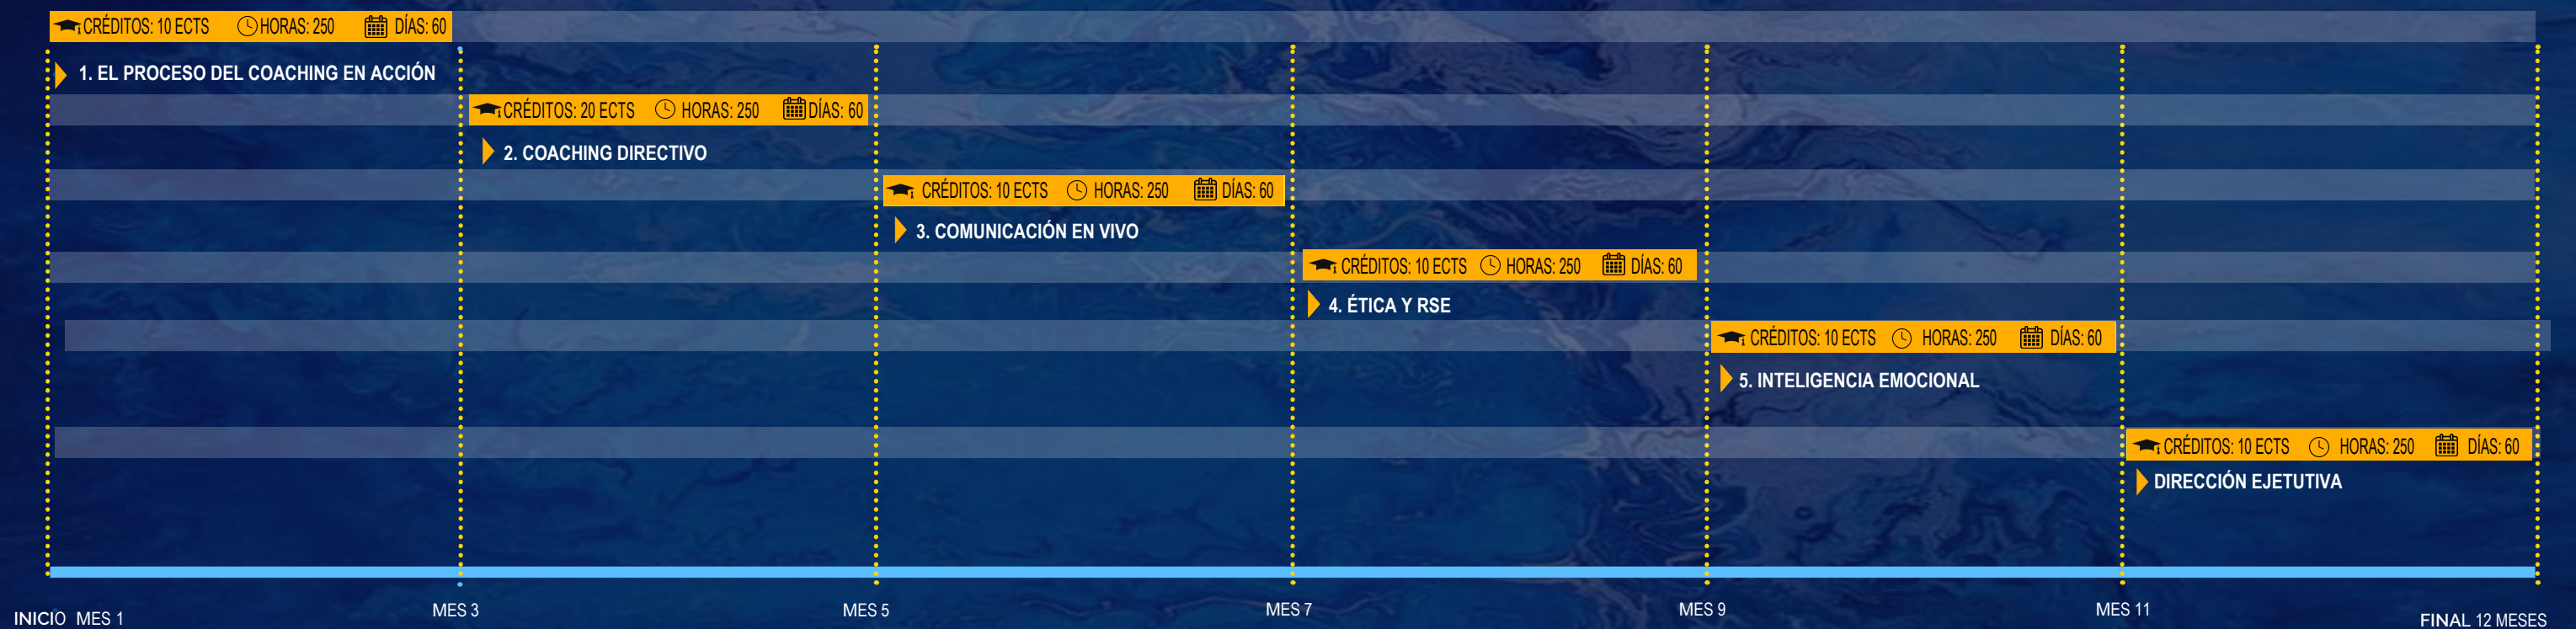 CRÉDITOS: 10 ECTS HORAS: 250 DÍAS: 60
1. EL PROCESO DEL COACHING EN ACCIÓN
CRÉDITOS: 20 ECTS HORAS: 250 DÍAS: 60
2. COACHING DIRECTIVO
CRÉDITOS: 10 ECTS HORAS: 250 DÍAS: 60
3. COMUNICACIÓN EN VIVO
CRÉDITOS: 10 ECTS HORAS: 250 DÍAS: 60
4. ÉTICA Y RSE
CRÉDITOS: 10 ECTS HORAS: 250 DÍAS: 60
5. INTELIGENCIA EMOCIONAL
CRÉDITOS: 10 ECTS HORAS: 250 DÍAS: 60
DIRECCIÓN EJETUTIVA
INICIO MES 1 MES 3 MES 5 MES 7 MES 9 MES 11 FINAL 12 MESES